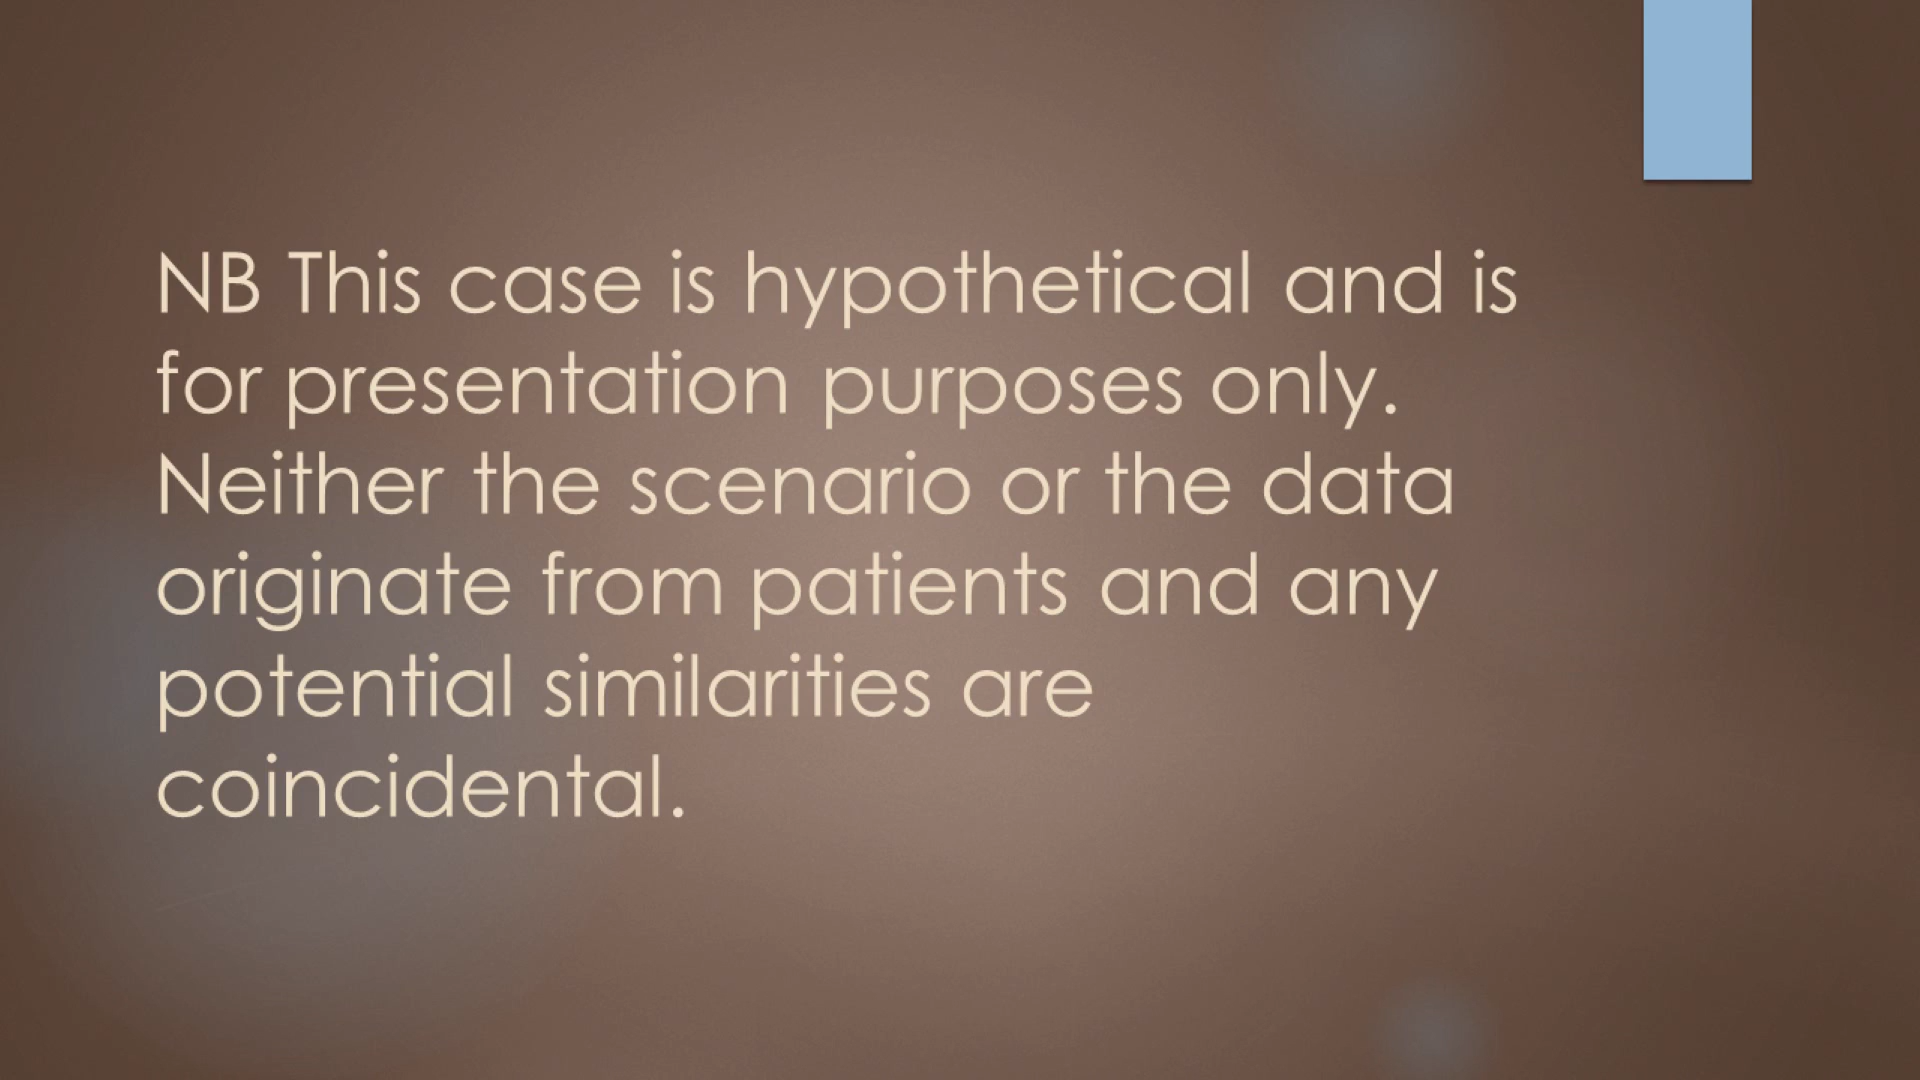 NB This case is hypothetical and is
for presentation purposes only.
Neither the scenario or the data
originate from patients and any
potential similarities are
coincidental.